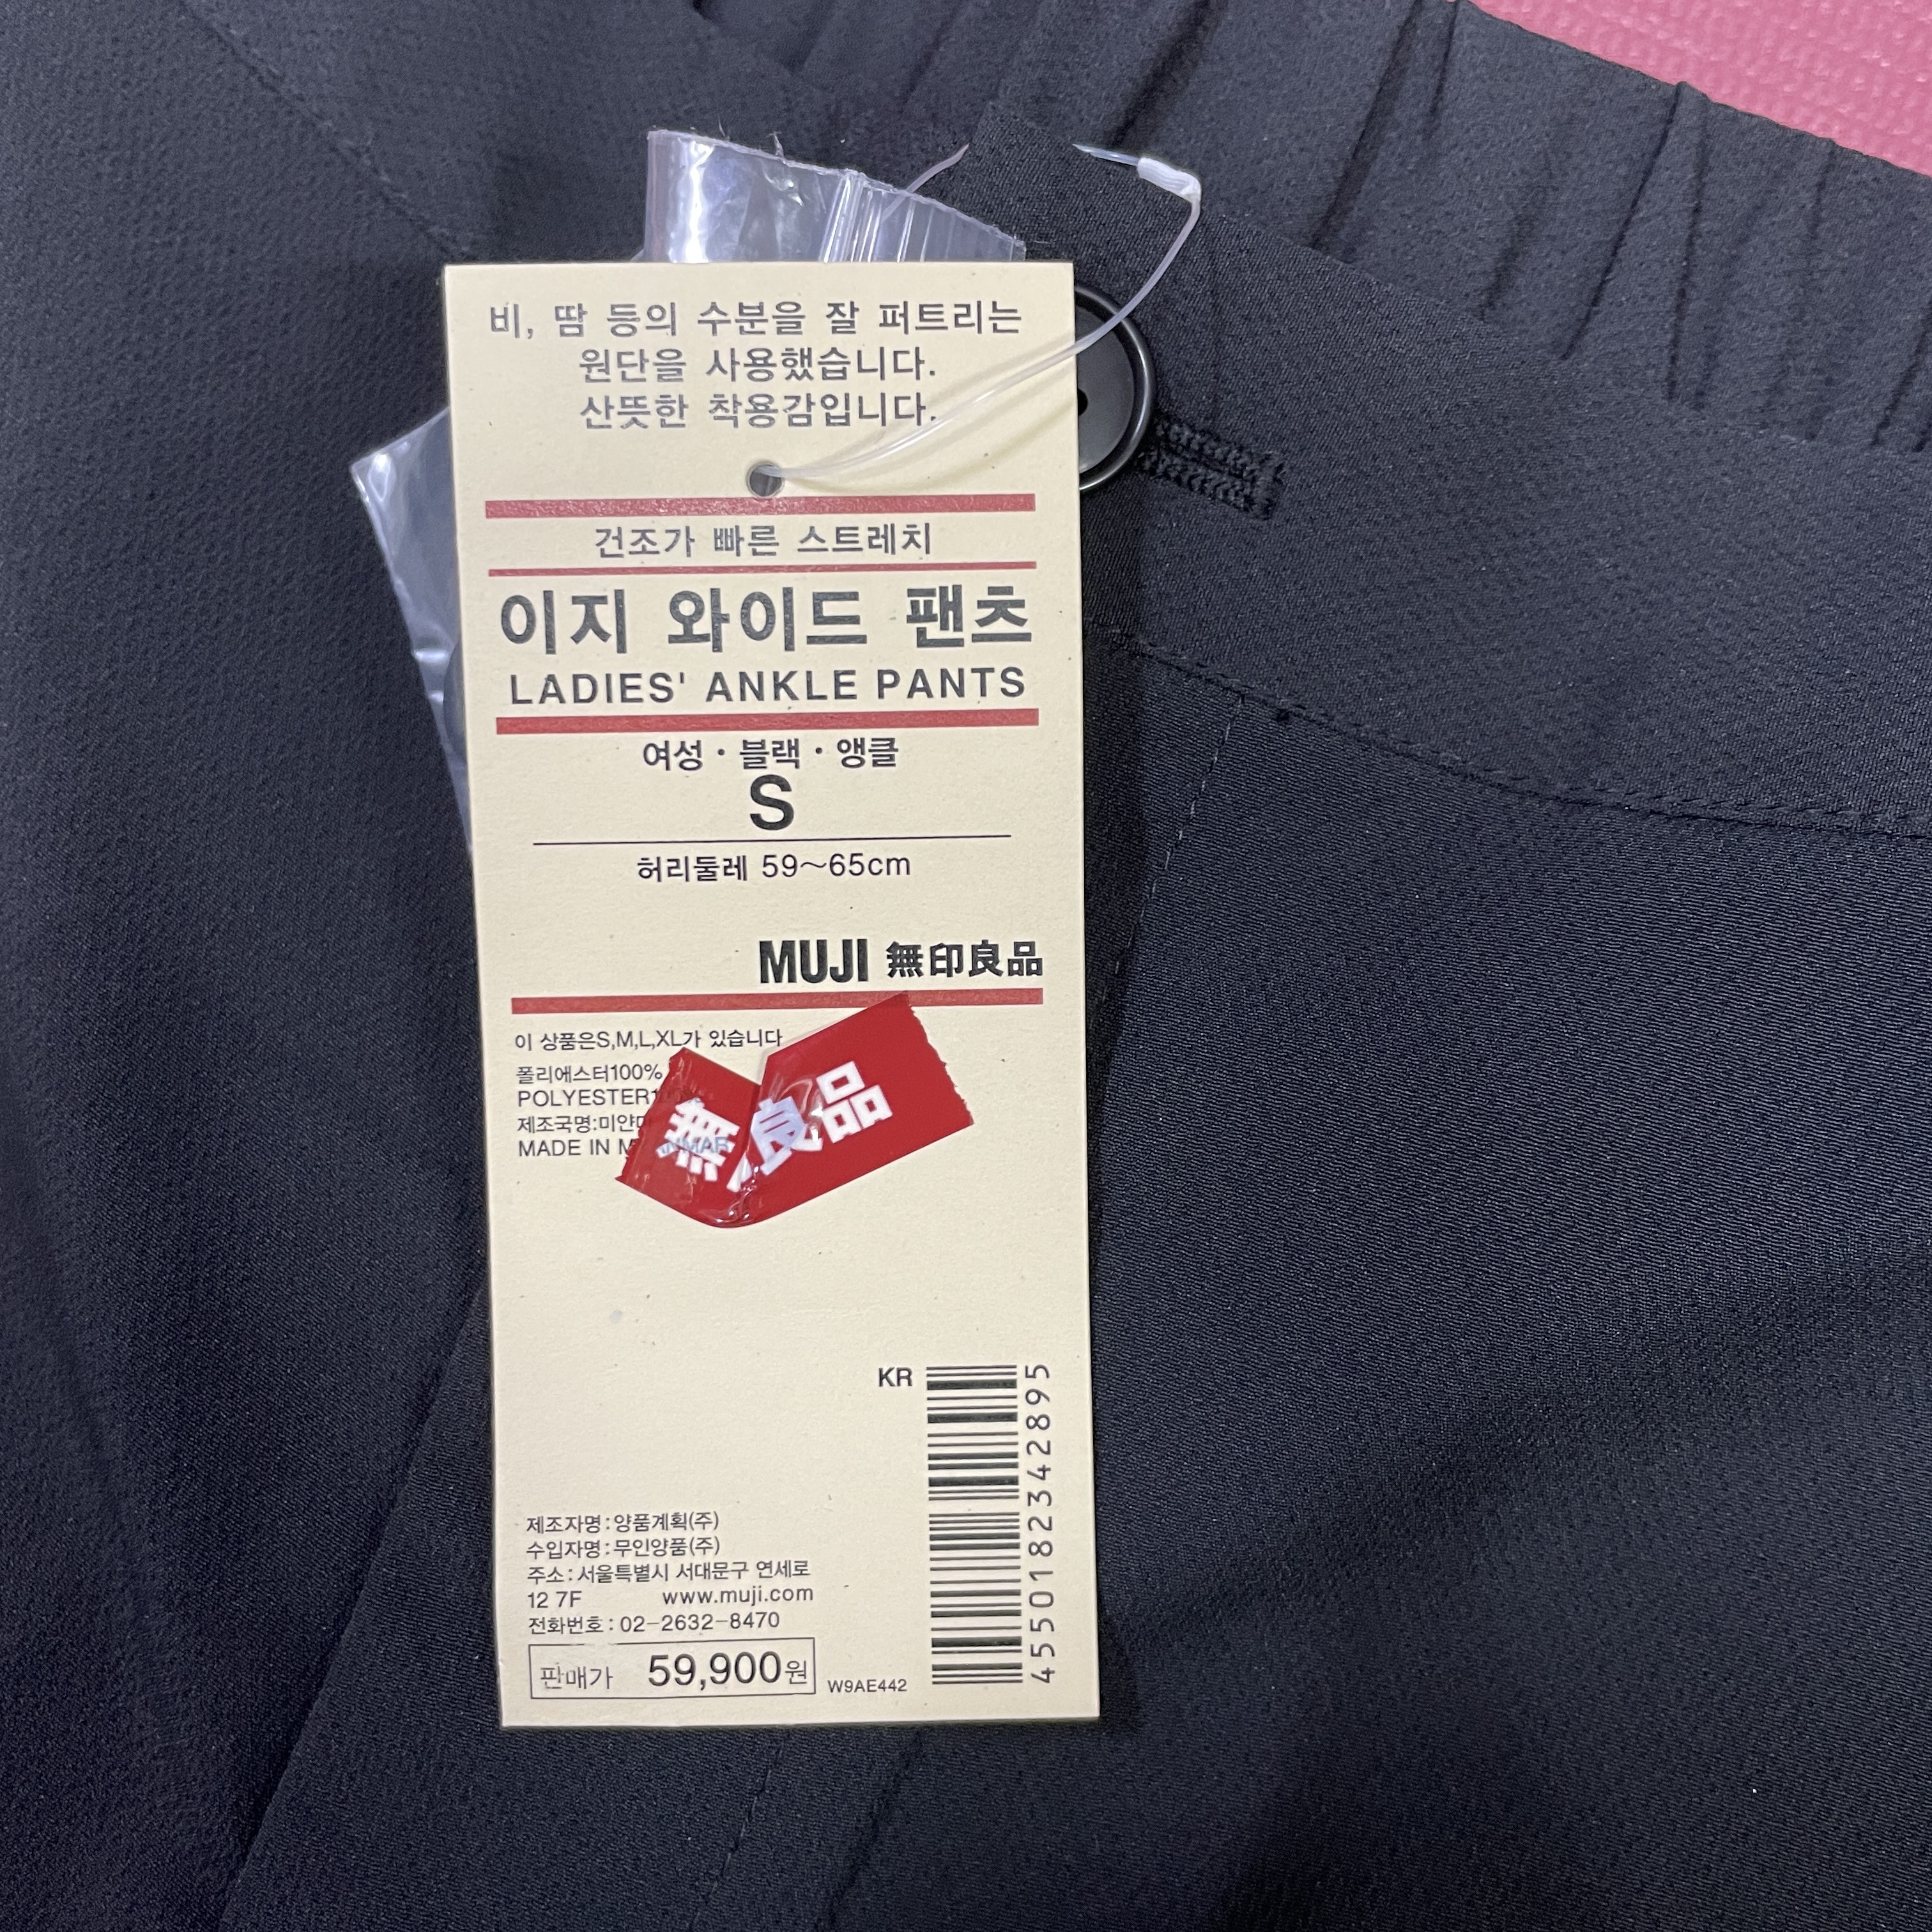 비, 땀 등의 수분을 잘 퍼트리는
원단을 사용했습니다.
산뜻한 착용감입니다.
건조가 빠른 스트레치
이지 와이드 팬츠
LADIES' ANKLE PANTS
여성 · 블랙 · 앵클
S
허리둘레 59～65cm
MUJI 無印良品
이 상품은S,M,L,XL가 있습니다
폴리에스터100%
POLYESTER
제조국명:미얀마
MADE IN MYANMAR
無 良品
KR
4550182342895
제조자명:양품계획(주)
수입자명:무인양품(주)
주소:서울특별시 서대문구 연세로
12 7F www.muji.com
전화번호:02-2632-8470
판매가 59,900원
W9AE442